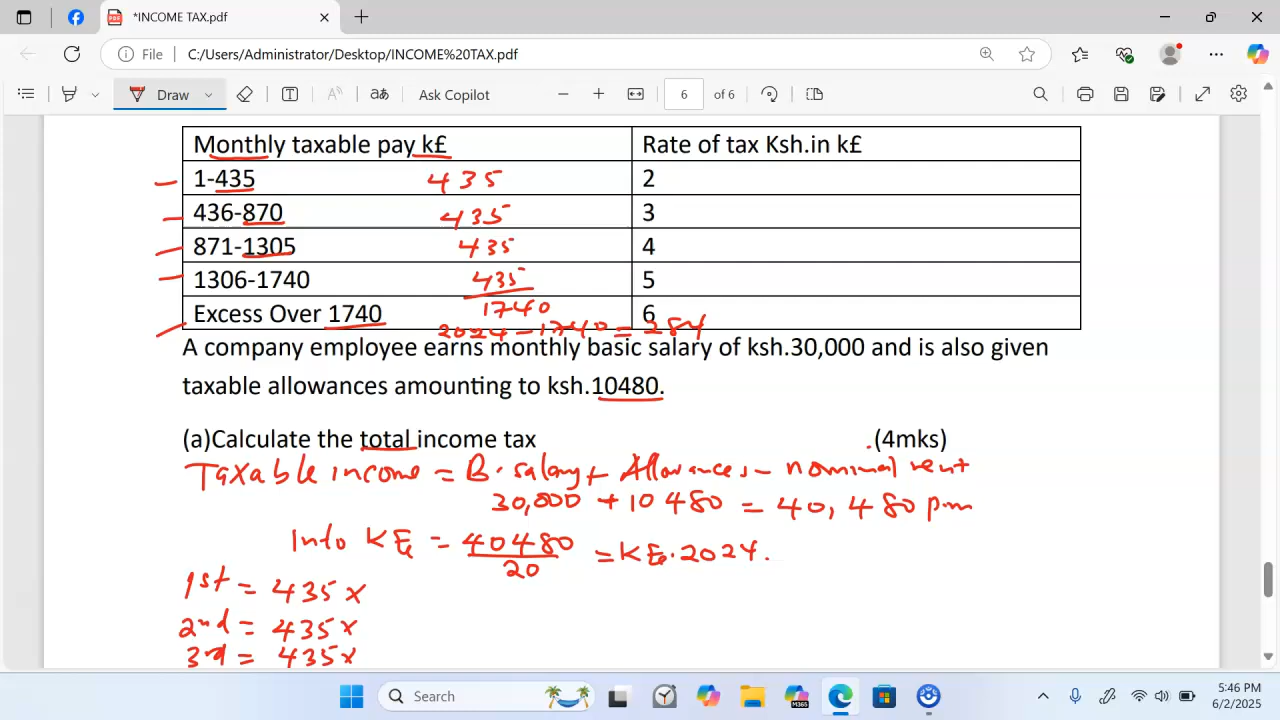 *INCOME TAX.pdf
File C:/Users/Administrator/Desktop/INCOME%20TAX.pdf
Draw Ask Copilot 6 of 6
Monthly taxable pay k£ Rate of tax Ksh.in k£
1-435 435 2
436-870 435 3
871-1305 435 4
1306-1740 435 5
1740
Excess Over 1740 6
2024 - 1740 = 284
A company employee earns monthly basic salary of ksh.30,000 and is also given
taxable allowances amounting to ksh.10480.
(a)Calculate the total income tax .(4mks)
Taxable income = B. salary + Allowances - nominal rent
30,000 + 10480 = 40,480 pm
Into K£ = 40480
20 = K£.2024.
1st = 435 x
2nd = 435 x
3rd = 435 x
Search
5:46 PM
6/2/2025